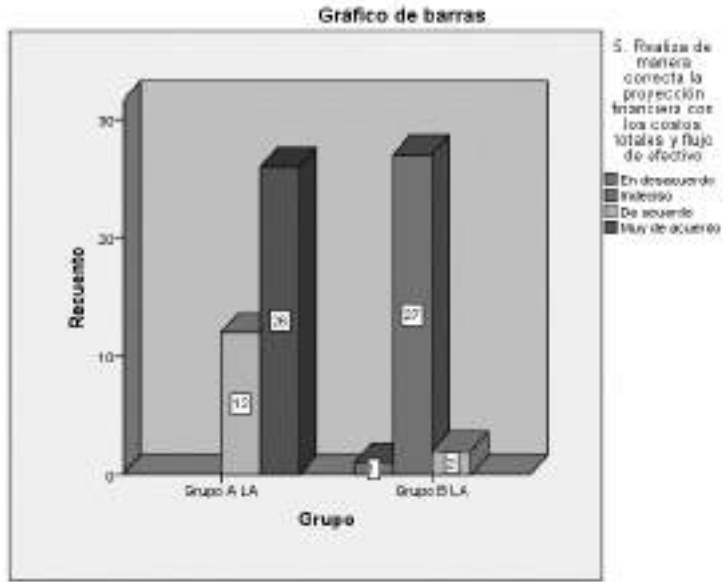 Gráfico de barras
5. Realiza de
manera
correcta la
proyección
financiera con
los costos
totales y flujo
de efectivo
En desacuerdo
Indeciso
De acuerdo
Muy de acuerdo
Recuento
30
20
10
0
12
26
1
27
2
Grupo A LA
Grupo B LA
Grupo